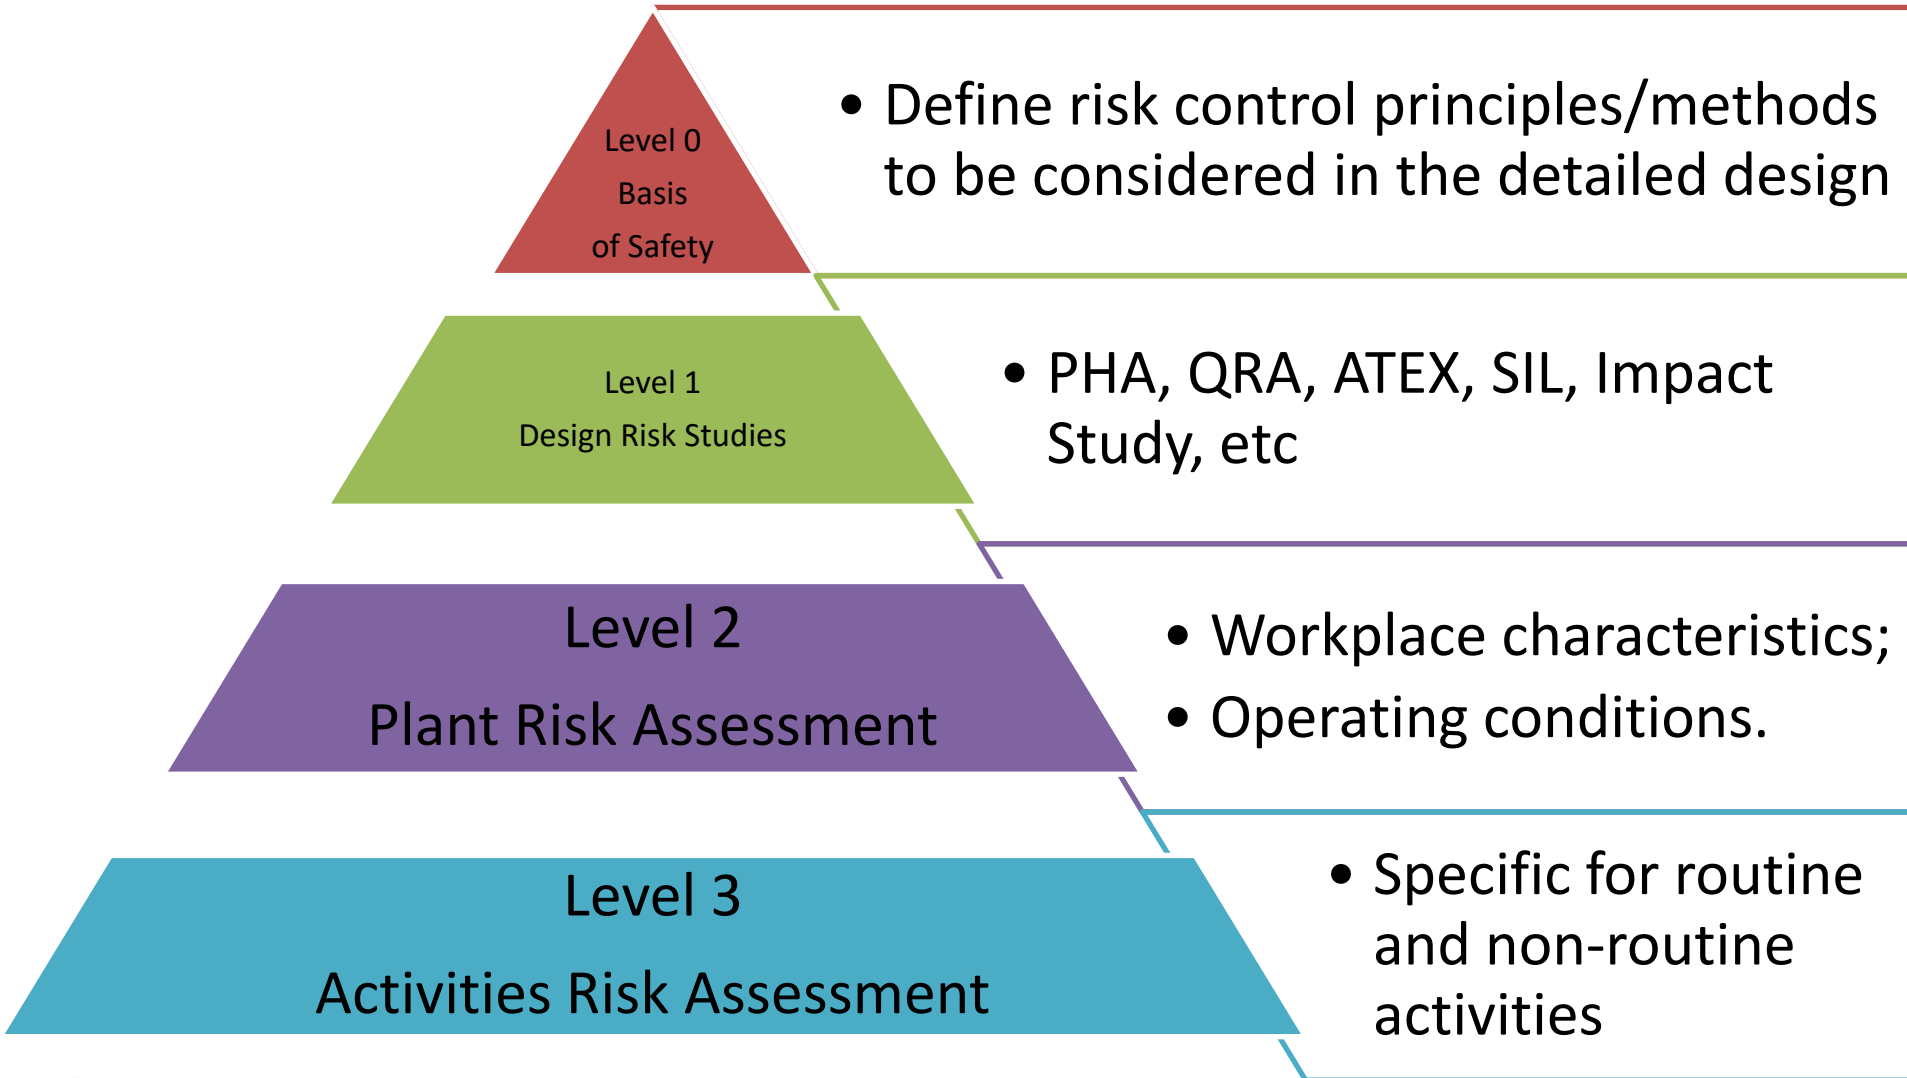 Level 0
Basis
of Safety
• Define risk control principles/methods
to be considered in the detailed design
Level 1
Design Risk Studies
• PHA, QRA, ATEX, SIL, Impact
Study, etc
Level 2
Plant Risk Assessment
• Workplace characteristics;
• Operating conditions.
Level 3
Activities Risk Assessment
• Specific for routine
and non-routine
activities